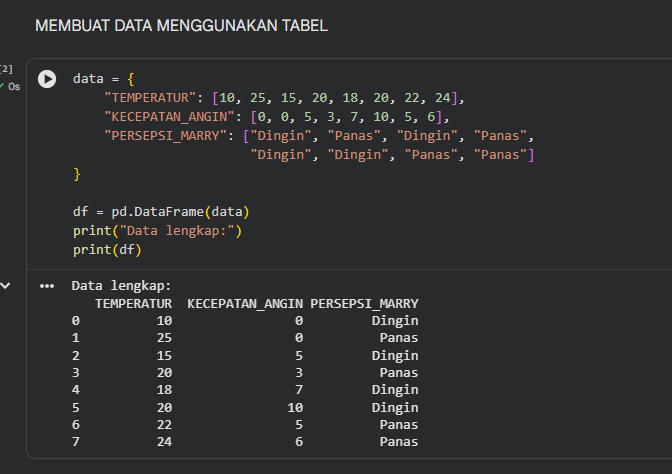 MEMBUAT DATA MENGGUNAKAN TABEL
[2]
✓ 0s
data = {
    "TEMPERATUR": [10, 25, 15, 20, 18, 20, 22, 24],
    "KECEPATAN_ANGIN": [0, 0, 5, 3, 7, 10, 5, 6],
    "PERSEPSI_MARRY": ["Dingin", "Panas", "Dingin", "Panas",
                       "Dingin", "Dingin", "Panas", "Panas"]
}
df = pd.DataFrame(data)
print("Data lengkap:")
print(df)
Data lengkap:
   TEMPERATUR  KECEPATAN_ANGIN PERSEPSI_MARRY
0          10                0         Dingin
1          25                0          Panas
2          15                5         Dingin
3          20                3          Panas
4          18                7         Dingin
5          20               10         Dingin
6          22                5          Panas
7          24                6          Panas